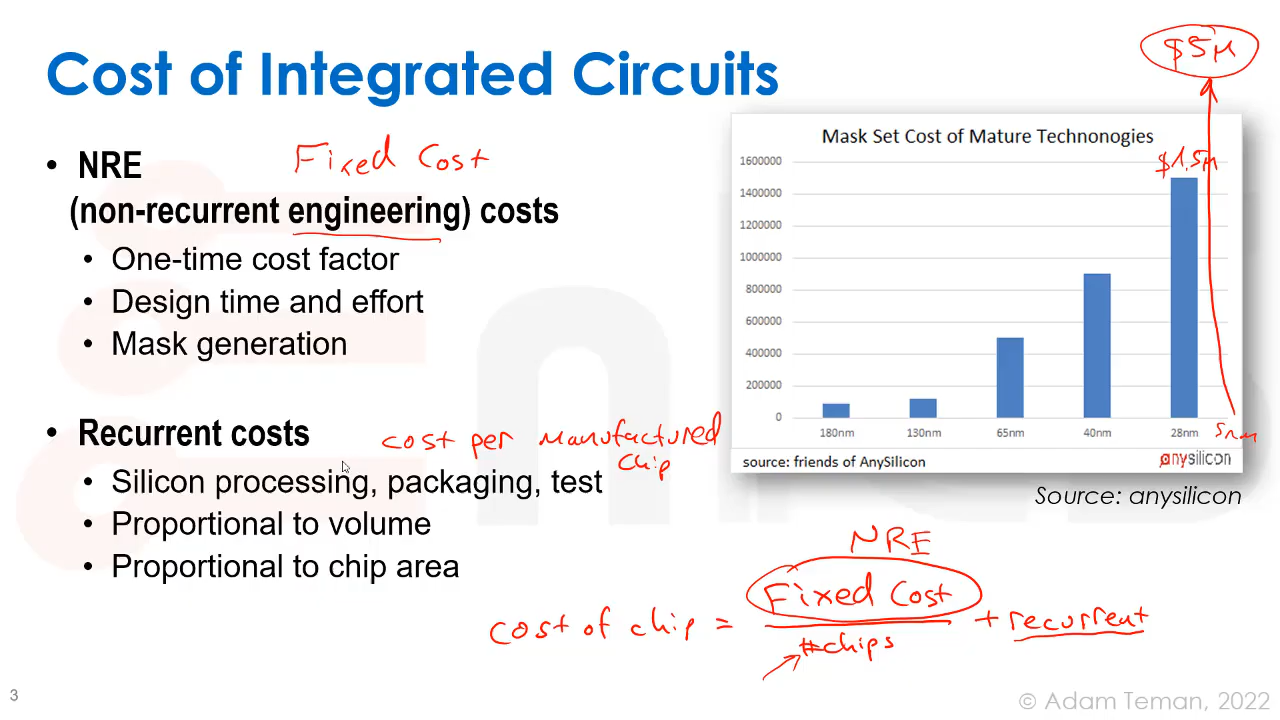 Cost of Integrated Circuits
$5M
• NRE
Fixed Cost
(non-recurrent engineering) costs
• One-time cost factor
• Design time and effort
• Mask generation
• Recurrent costs
cost per manufactured
chip
• Silicon processing, packaging, test
• Proportional to volume
• Proportional to chip area
Mask Set Cost of Mature Technonogies
$1.5M
1600000
1400000
1200000
1000000
800000
600000
400000
200000
0
180nm 130nm 65nm 40nm 28nm 5nm
source: friends of AnySilicon
anysilicon
Source: anysilicon
NRE
Fixed Cost
cost of chip = + recurrent
#chips
3
© Adam Teman, 2022